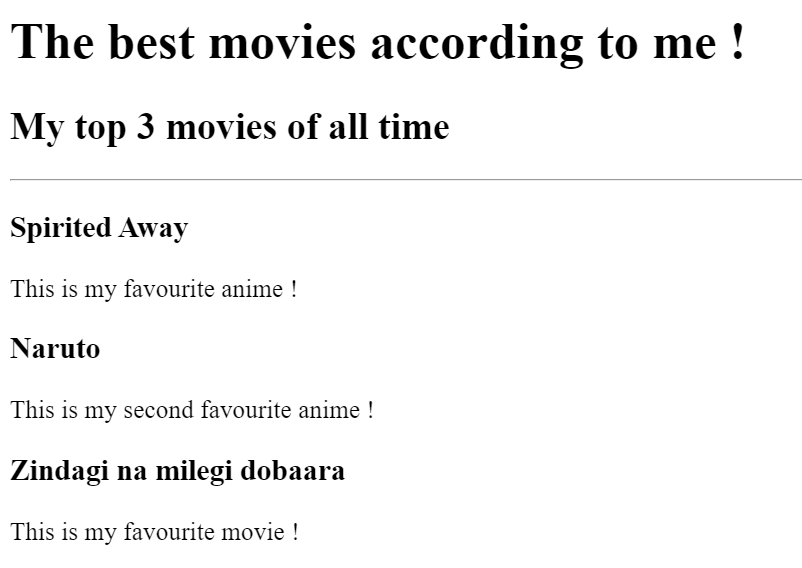 The best movies according to me !
My top 3 movies of all time
Spirited Away
This is my favourite anime !
Naruto
This is my second favourite anime !
Zindagi na milegi dobaara
This is my favourite movie !